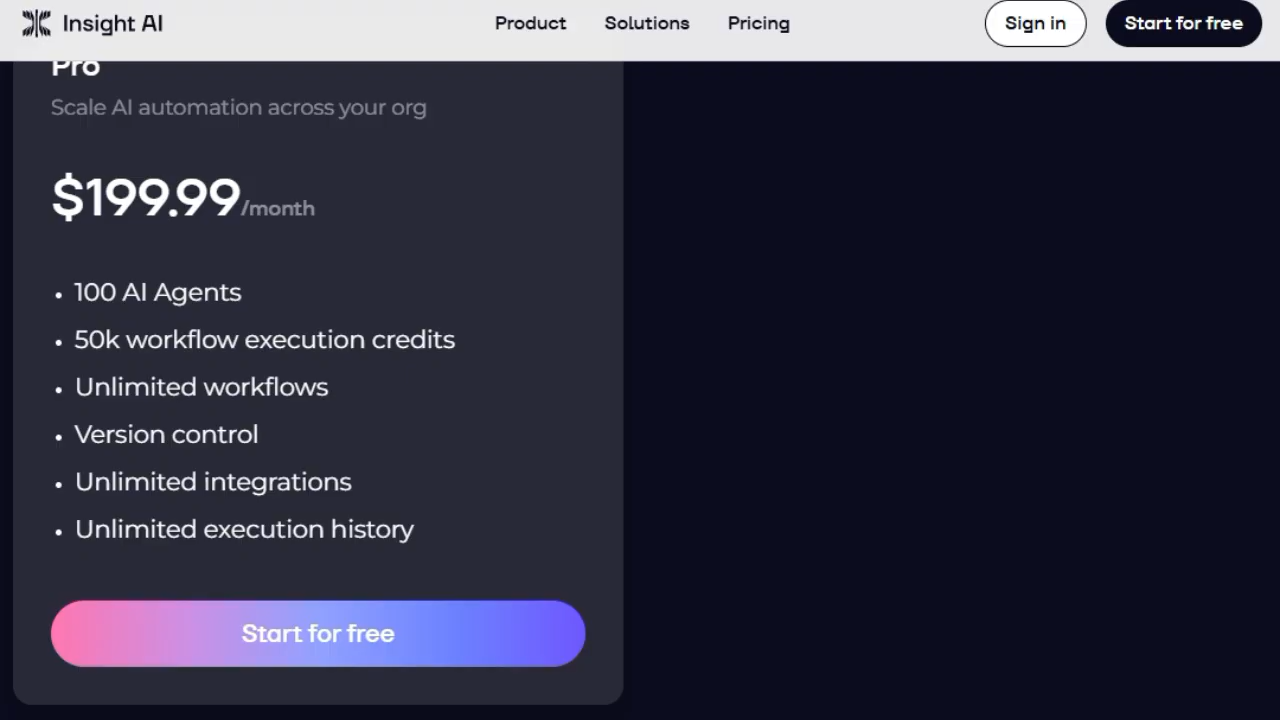 Insight AI
Product Solutions Pricing
Sign in
Start for free
Pro
Scale AI automation across your org
$199.99/month
• 100 AI Agents
• 50k workflow execution credits
• Unlimited workflows
• Version control
• Unlimited integrations
• Unlimited execution history
Start for free